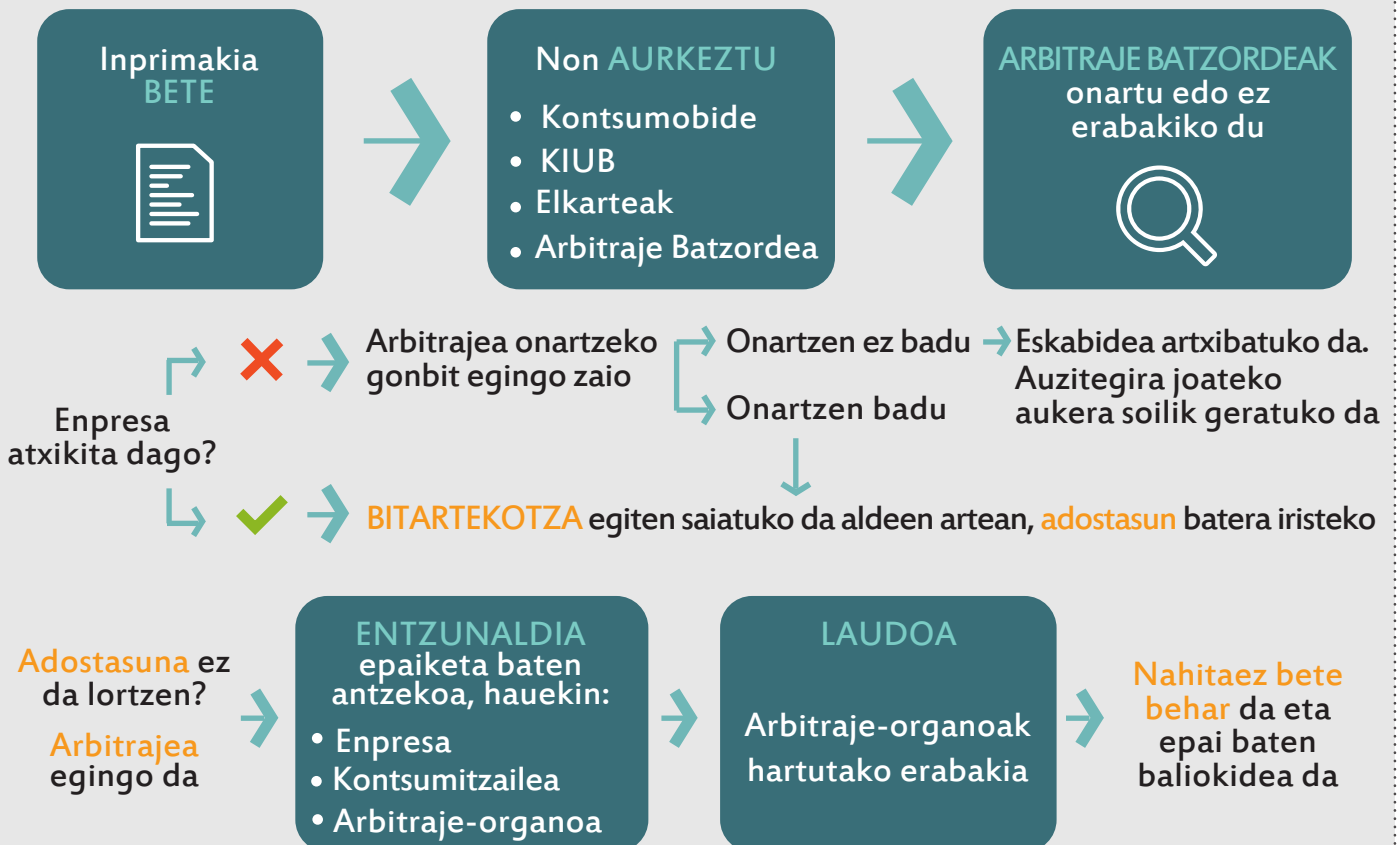 Inprimakia
BETE
Non AURKEZTU
• Kontsumobide
• KIUB
• Elkarteak
• Arbitraje Batzordea
ARBITRAJE BATZORDEAK
onartu edo ez
erabakiko du
Enpresa
atxikita dago?
Arbitrajea onartzeko
gonbit egingo zaio
Onartzen ez badu
Eskabidea artxibatuko da.
Auzitegira joateko
aukera soilik geratuko da
Onartzen badu
BITARTEKOTZA egiten saiatuko da aldeen artean, adostasun batera iristeko
Adostasuna ez
da lortzen?
Arbitrajea
egingo da
ENTZUNALDIA
epaiketa baten
antzekoa, hauekin:
• Enpresa
• Kontsumitzailea
• Arbitraje-organoa
LAUDOA
Arbitraje-organoak
hartutako erabakia
Nahitaez bete
behar da eta
epai baten
baliokidea da